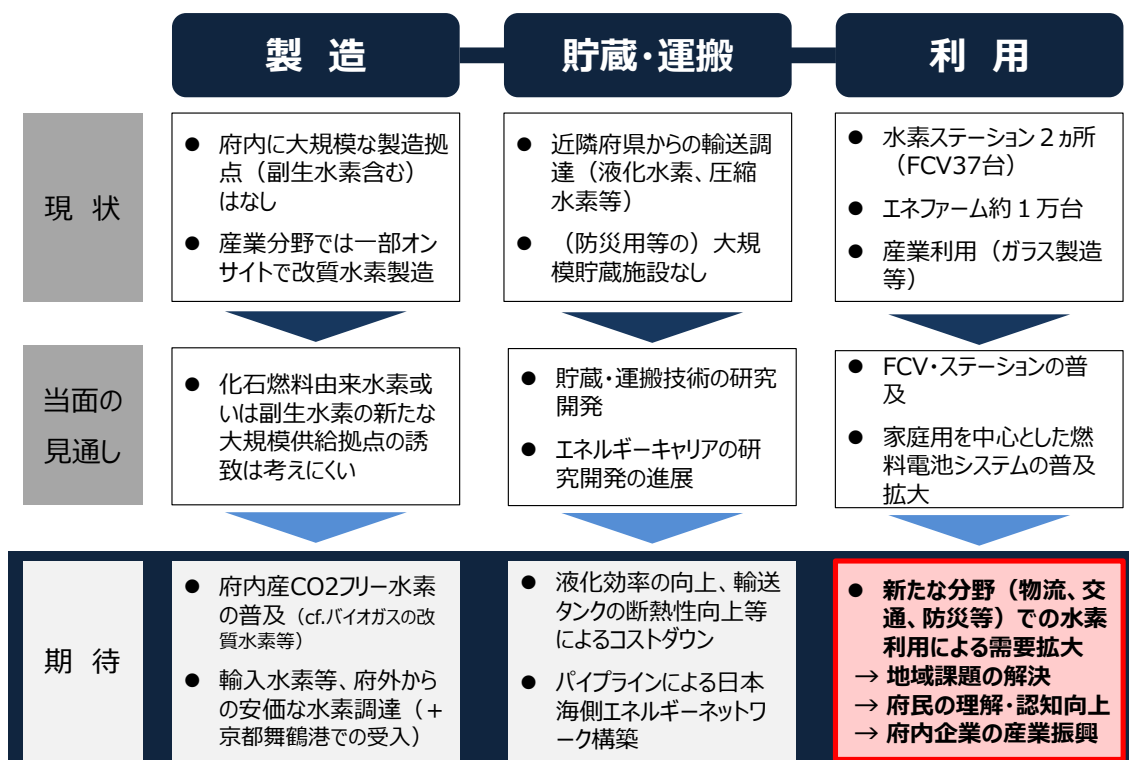 製 造
貯蔵・運搬
利 用
現 状
● 府内に大規模な製造拠
点（副生水素含む）
はなし
● 産業分野では一部オン
サイトで改質水素製造
● 近隣府県からの輸送調
達（液化水素、圧縮
水素等）
● （防災用等の）大規
模貯蔵施設なし
● 水素ステーション２ヵ所
（FCV37台）
● エネファーム約１万台
● 産業利用（ガラス製造
等）
当面の
見通し
● 化石燃料由来水素或
いは副生水素の新たな
大規模供給拠点の誘
致は考えにくい
● 貯蔵・運搬技術の研究
開発
● エネルギーキャリアの研
究開発の進展
● FCV・ステーションの普
及
● 家庭用を中心とした燃
料電池システムの普及
拡大
期 待
● 府内産CO2フリー水素
の普及（cf.バイオガスの改
質水素等）
● 輸入水素等、府外から
の安価な水素調達（＋
京都舞鶴港での受入）
● 液化効率の向上、輸送
タンクの断熱性向上等
によるコストダウン
● パイプラインによる日本
海側エネルギーネットワ
ーク構築
● 新たな分野（物流、交
通、防災等）での水素
利用による需要拡大
→ 地域課題の解決
→ 府民の理解・認知向上
→ 府内企業の産業振興